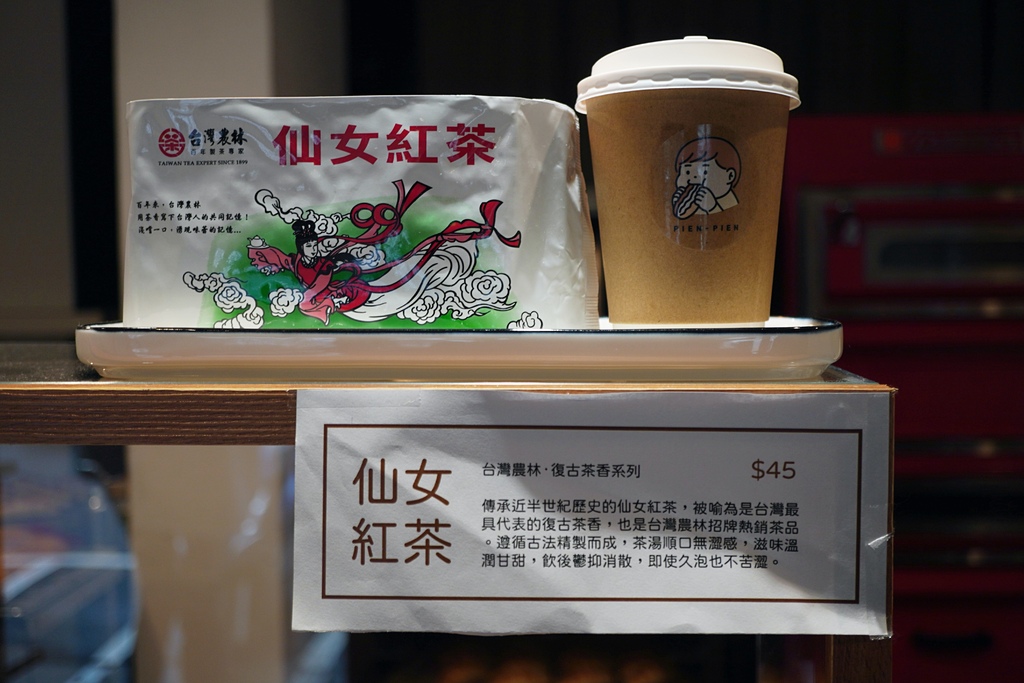 台灣農林
百年製茶專家
TAIWAN TEA EXPERT SINCE 1899
仙女紅茶
百年來，台灣農林
用茶香寫下台灣人的共同記憶！
淺嚐一口，湧現味蕾的記憶...
PIEN·PIEN
仙女
紅茶
台灣農林·復古茶香系列
$45
傳承近半世紀歷史的仙女紅茶，被喻為是台灣最
具代表的復古茶香，也是台灣農林招牌熱銷茶品
。遵循古法精製而成，茶湯順口無澀感，滋味溫
潤甘甜，飲後鬱抑消散，即使久泡也不苦澀。